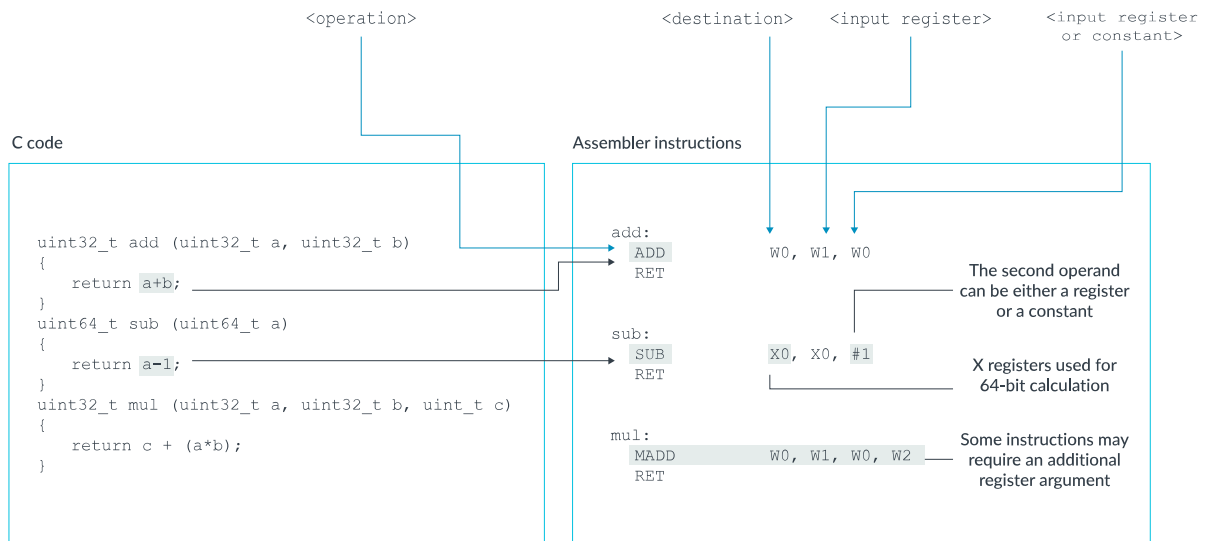 <operation>
<destination>
<input register>
<input register
or constant>
C code
Assembler instructions
uint32_t add (uint32_t a, uint32_t b)
{
return a+b;
}
uint64_t sub (uint64_t a)
{
return a-1;
}
uint32_t mul (uint32_t a, uint32_t b, uint_t c)
{
return c + (a*b);
}
add:
ADD W0, W1, W0
RET
sub:
SUB X0, X0, #1
RET
mul:
MADD W0, W1, W0, W2
RET
The second operand
can be either a register
or a constant
X registers used for
64-bit calculation
Some instructions may
require an additional
register argument